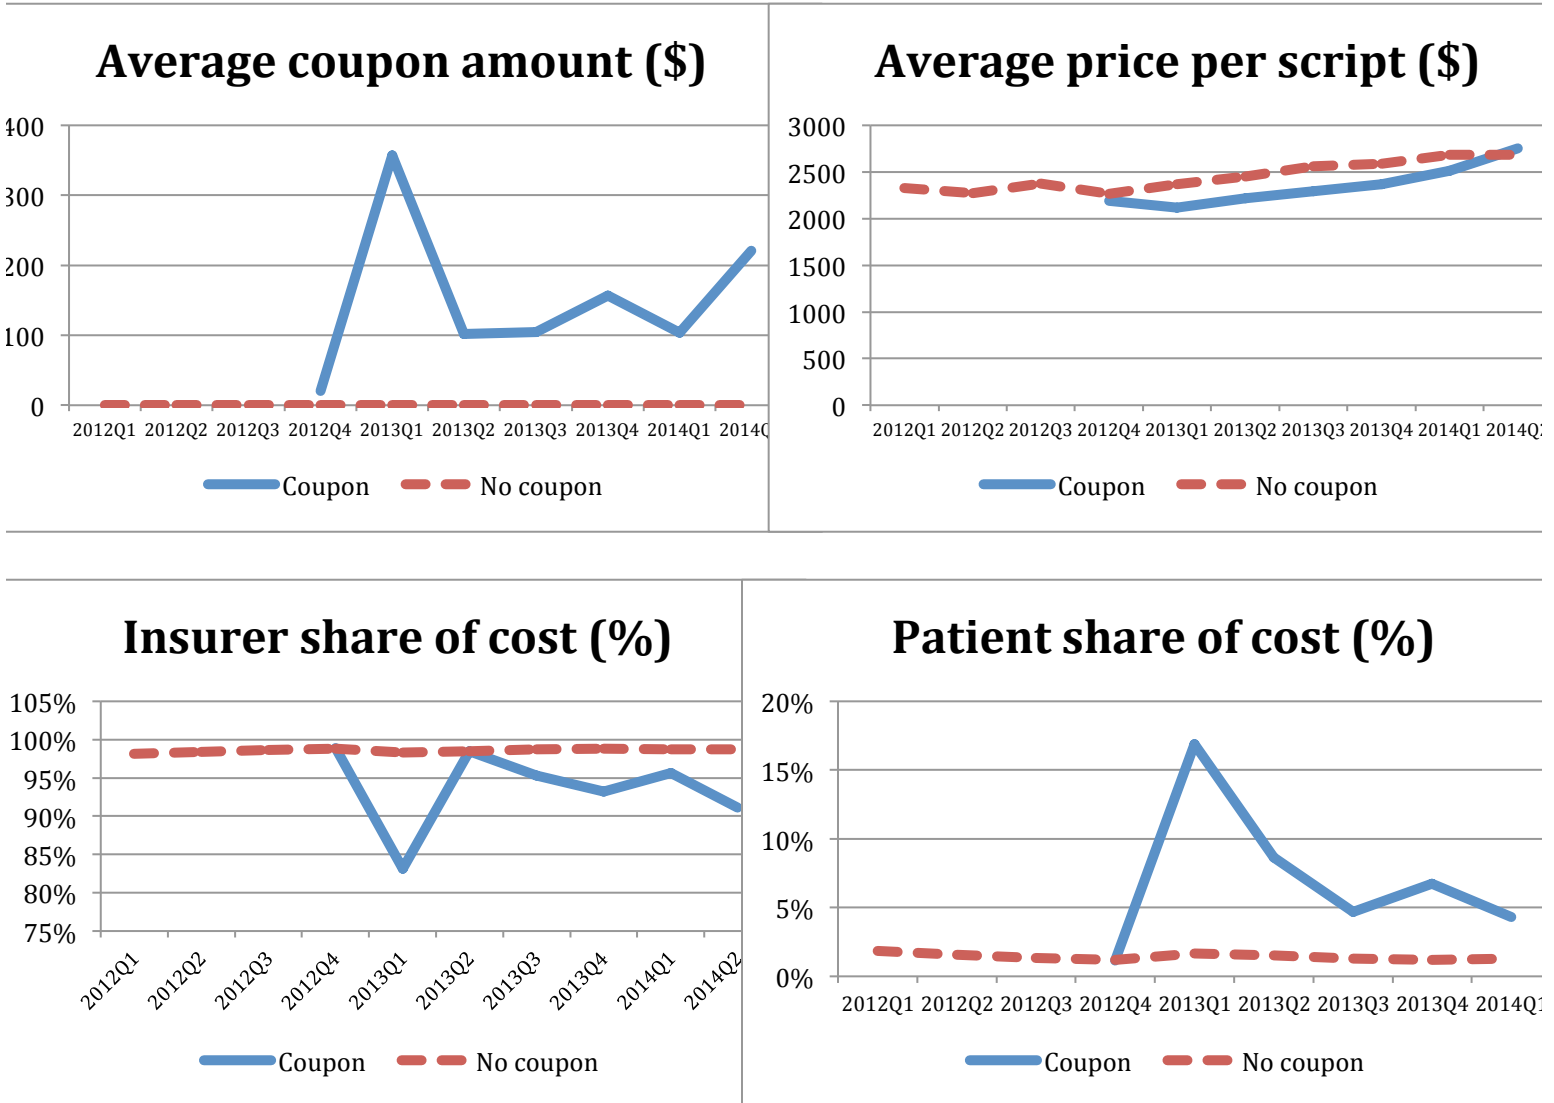 Average coupon amount ($)
400
300
200
100
0
2012Q1 2012Q2 2012Q3 2012Q4 2013Q1 2013Q2 2013Q3 2013Q4 2014Q1 2014Q
Coupon No coupon
Average price per script ($)
3000
2500
2000
1500
1000
500
0
2012Q1 2012Q2 2012Q3 2012Q4 2013Q1 2013Q2 2013Q3 2013Q4 2014Q1 2014Q2
Coupon No coupon
Insurer share of cost (%)
105%
100%
95%
90%
85%
80%
75%
2012Q1 2012Q2 2012Q3 2012Q4 2013Q1 2013Q2 2013Q3 2013Q4 2014Q1 2014Q2
Coupon No coupon
Patient share of cost (%)
20%
15%
10%
5%
0%
2012Q1 2012Q2 2012Q3 2012Q4 2013Q1 2013Q2 2013Q3 2013Q4 2014Q1
Coupon No coupon